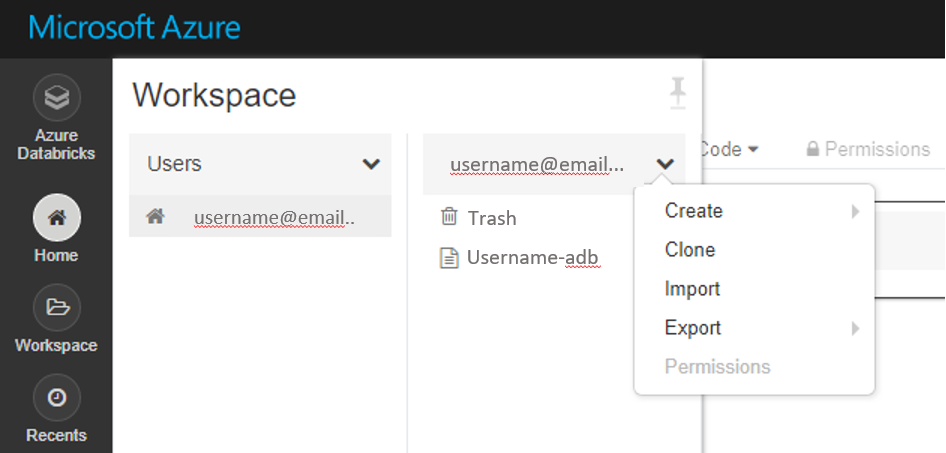 Microsoft Azure
Azure
Databricks
Home
Workspace
Recents
Workspace
Users
username@email..
username@email...
Trash
Username-adb
Code
Permissions
Create
Clone
Import
Export
Permissions